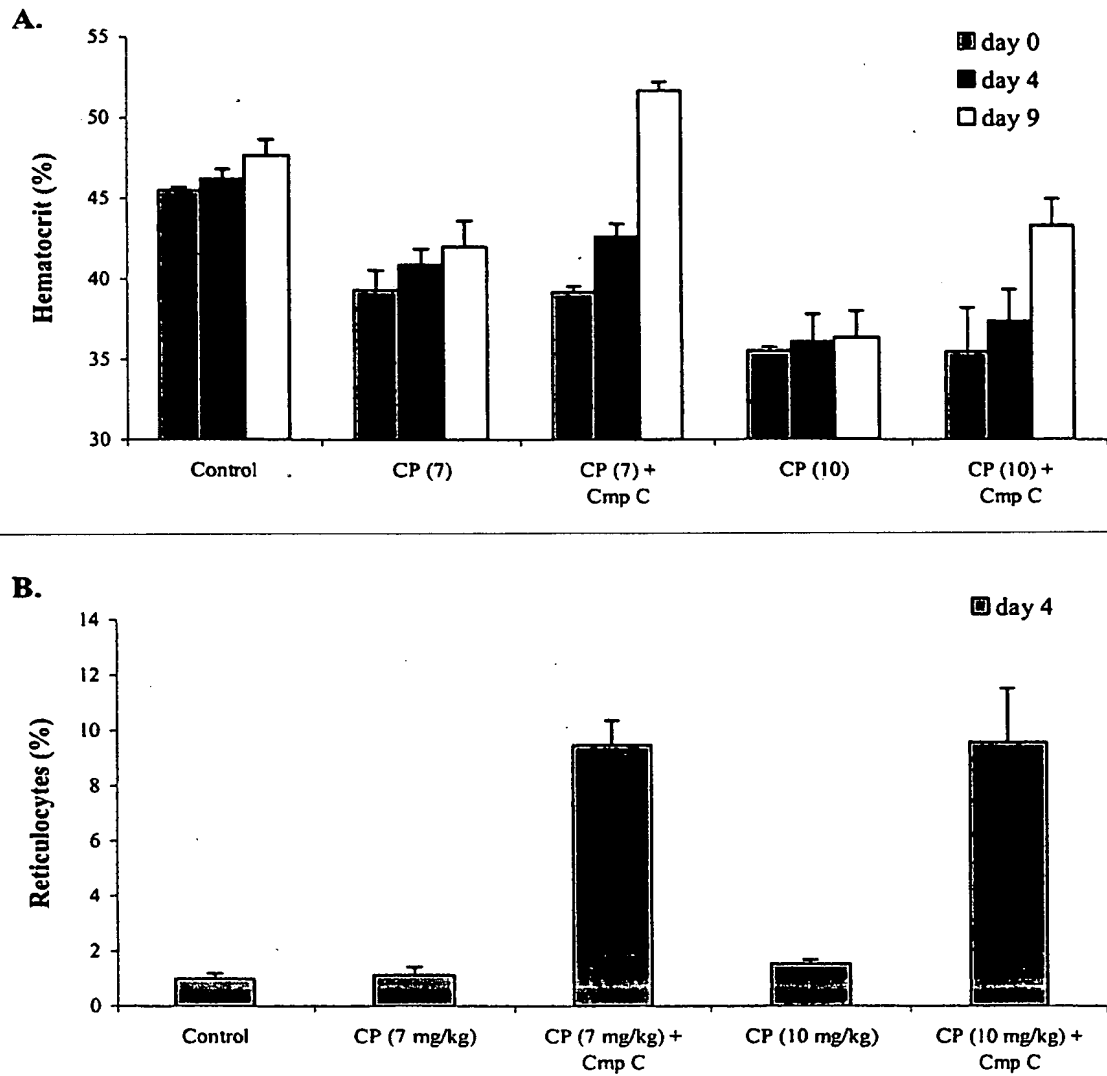 A.
55
50
45
40
35
30
Hematocrit (%)
day 0
day 4
day 9
Control
CP (7)
CP (7) +
Cmp C
CP (10)
CP (10) +
Cmp C
B.
14
12
10
8
6
4
2
0
Reticulocytes (%)
day 4
Control
CP (7 mg/kg)
CP (7 mg/kg) +
Cmp C
CP (10 mg/kg)
CP (10 mg/kg) +
Cmp C